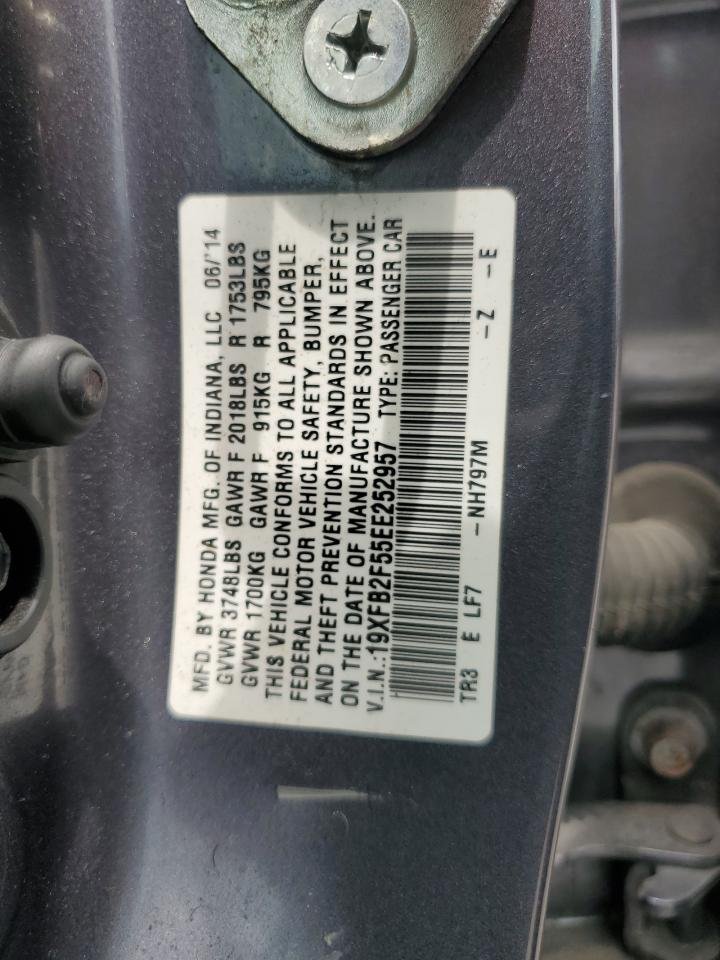 MFD. BY HONDA MFG. OF INDIANA, LLC 06/'14
GVWR 3748LBS GAWR F 2018LBS R 1753LBS
GVWR 1700KG GAWR F 915KG R 795KG
THIS VEHICLE CONFORMS TO ALL APPLICABLE
FEDERAL MOTOR VEHICLE SAFETY, BUMPER,
AND THEFT PREVENTION STANDARDS IN EFFECT
ON THE DATE OF MANUFACTURE SHOWN ABOVE.
V.I.N.:19XFB2F55EE252957 TYPE: PASSENGER CAR
TR3 E LF7 -NH797M -Z -E